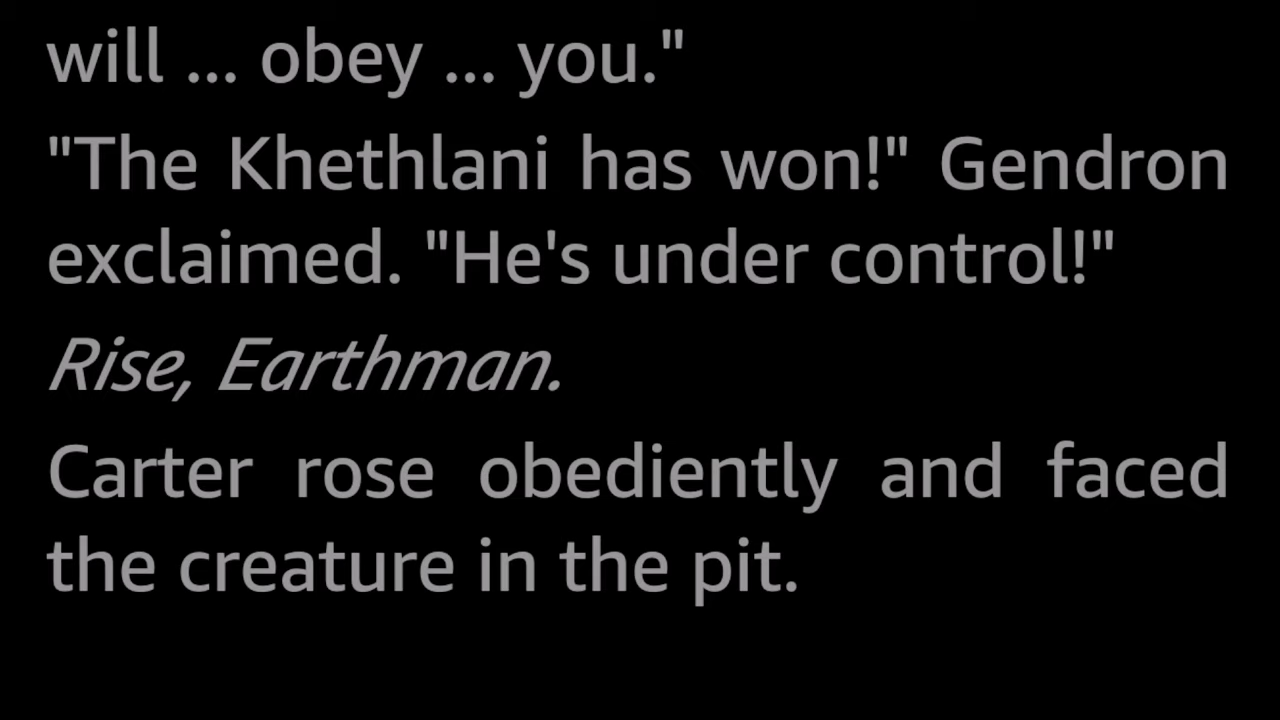 will ... obey ... you."
"The Khethlani has won!" Gendron
exclaimed. "He's under control!"
Rise, Earthman.
Carter rose obediently and faced
the creature in the pit.